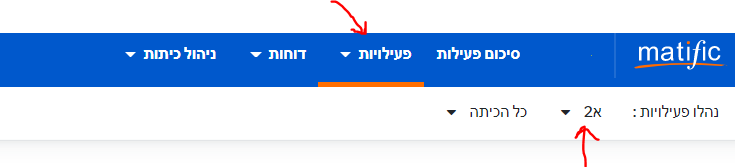 matific סיכום פעילות פעילויות דוחות ניהול כיתות
נהלו פעילויות : א2 כל הכיתה